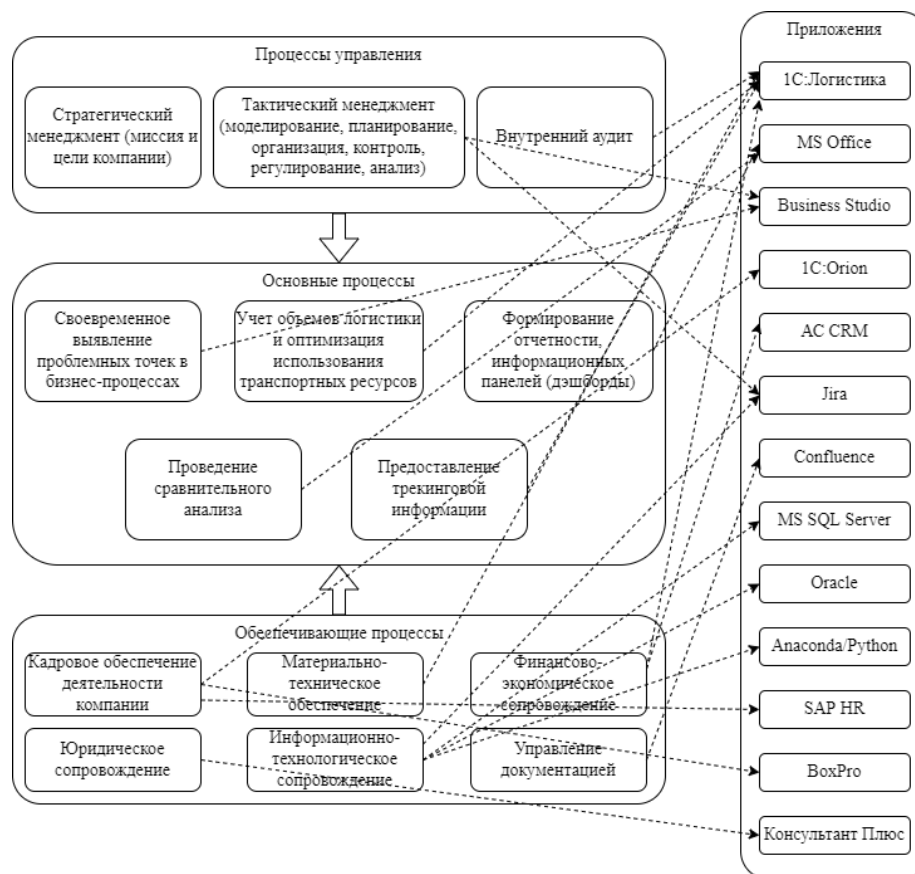 Процессы управления
Стратегический
менеджмент (миссия и
цели компании)
Тактический менеджмент
(моделирование, планирование,
организация, контроль,
регулирование, анализ)
Внутренний аудит
Основные процессы
Своевременное
выявление
проблемных точек в
бизнес-процессах
Учет объемов логистики
и оптимизация
использования
транспортных ресурсов
Формирование
отчетности,
информационных
панелей (дэшборды)
Проведение
сравнительного
анализа
Предоставление
трекинговой
информации
Обеспечивающие процессы
Кадровое обеспечение
деятельности
компании
Материально-
техническое
обеспечение
Финансово-
экономическое
сопровождение
Юридическое
сопровождение
Информационно-
технологическое
сопровождение
Управление
документацией
Приложения
1С:Логистика
MS Office
Business Studio
1C:Orion
AC CRM
Jira
Confluence
MS SQL Server
Oracle
Anaconda/Python
SAP HR
BoxPro
Консультант Плюс